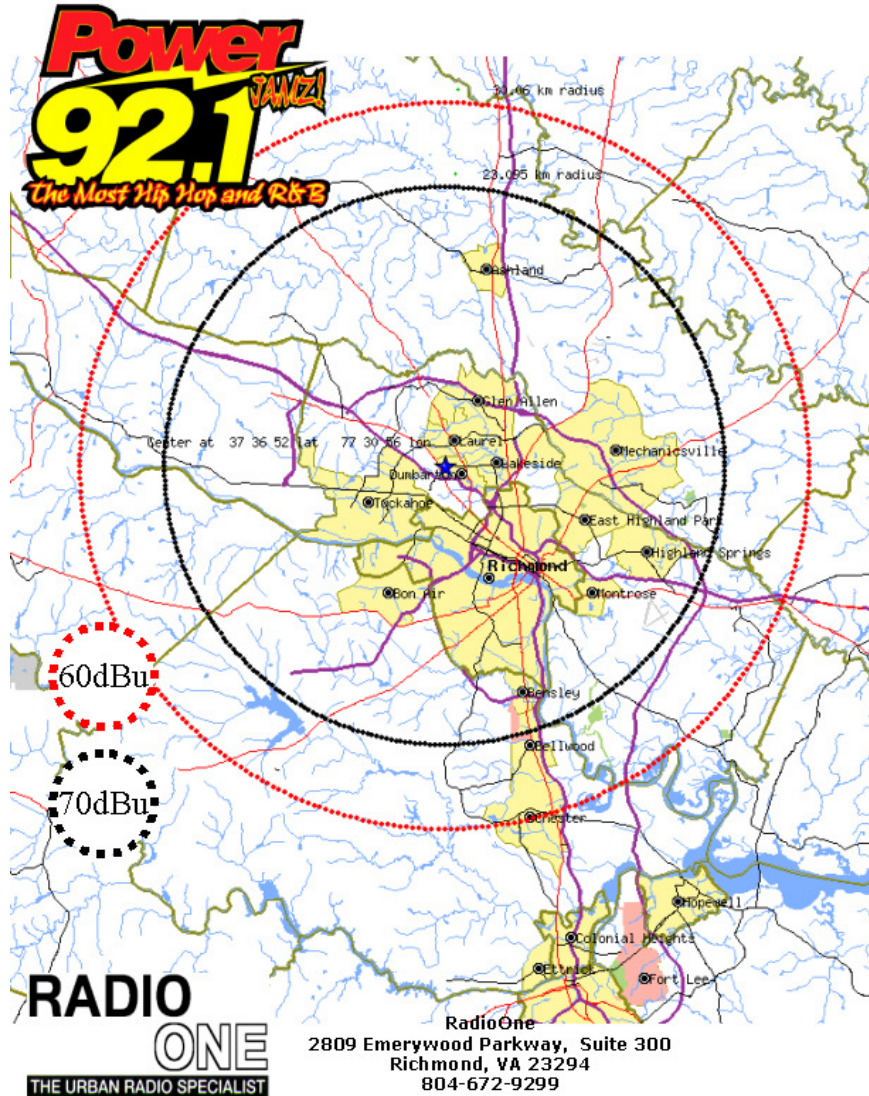 Power
JAMZ!
92.1
The Most Hip Hop and R&B
23.095 km radius
Ashland
Glen Allen
Center at 37 36 52 lat 77 30 56 lon
Laurel
Mechanicsville
Lakeside
Dumbarton
Tuckahoe
East Highland Park
Highland Springs
Richmond
Bon Air
Montrose
60dBu
Bensley
Bellwood
70dBu
Chester
Hopewell
Colonial Heights
Ettrick
Fort Lee
RADIO
ONE
THE URBAN RADIO SPECIALIST
RadioOne
2809 Emerywood Parkway, Suite 300
Richmond, VA 23294
804-672-9299